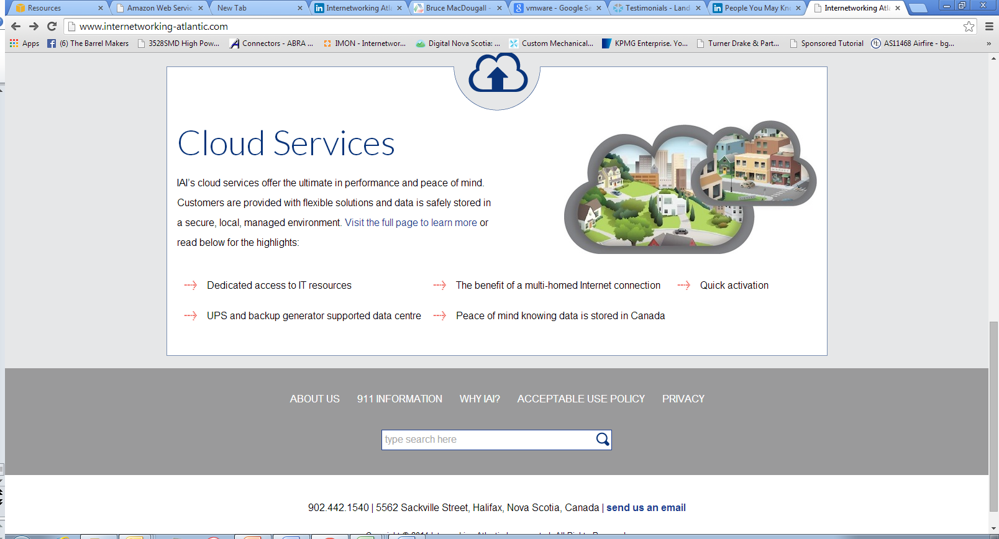 Resources
Amazon Web Servic
New Tab
Internetworking Atla
Bruce MacDougall -
vmware - Google Se
Testimonials - Land
People You May Kno
Internetworking Atla
www.internetworking-atlantic.com
Apps
(6) The Barrel Makers
3528SMD High Pow...
Connectors - ABRA ...
IMON - Internetwor...
Digital Nova Scotia: ...
Custom Mechanical...
KPMG Enterprise. Yo...
Turner Drake & Part...
Sponsored Tutorial
AS11468 Airfire - bg...
Cloud Services
IAI's cloud services offer the ultimate in performance and peace of mind.
Customers are provided with flexible solutions and data is safely stored in
a secure, local, managed environment. Visit the full page to learn more or
read below for the highlights:
Dedicated access to IT resources
The benefit of a multi-homed Internet connection
Quick activation
UPS and backup generator supported data centre
Peace of mind knowing data is stored in Canada
ABOUT US
911 INFORMATION
WHY IAI?
ACCEPTABLE USE POLICY
PRIVACY
type search here
902.442.1540 | 5562 Sackville Street, Halifax, Nova Scotia, Canada | send us an email